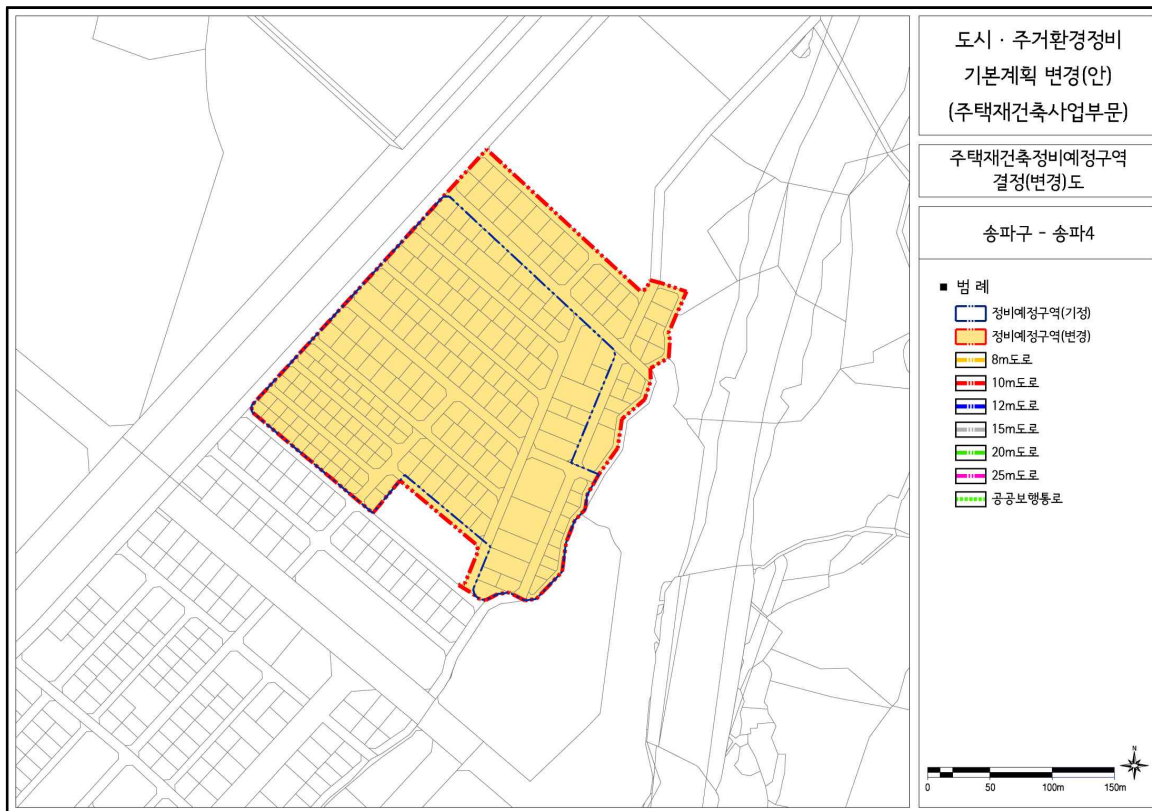 도시 · 주거환경정비
기본계획 변경(안)
(주택재건축사업부문)
주택재건축정비예정구역
결정(변경)도
송파구 - 송파4
■ 범 례
정비예정구역(기정)
정비예정구역(변경)
8m도로
10m도로
12m도로
15m도로
20m도로
25m도로
공공보행통로
N
0 50 100m 150m